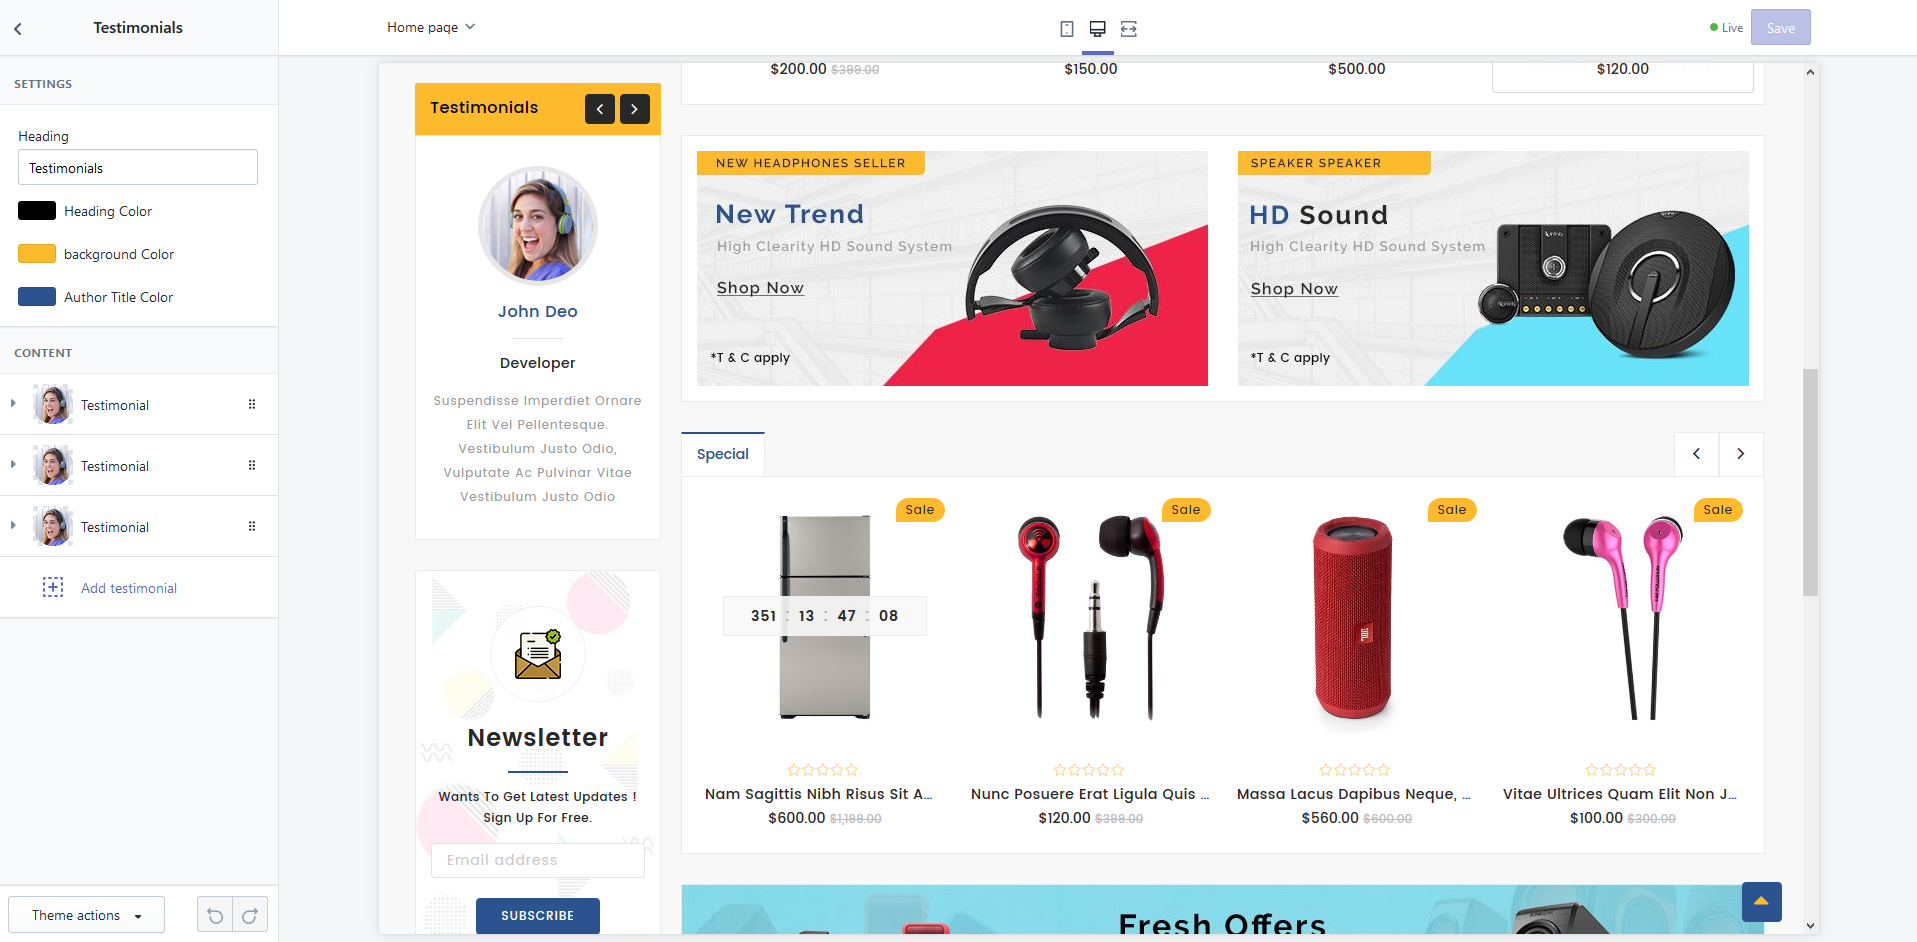 Testimonials
Home page
Live
Save
SETTINGS
Heading
Testimonials
Heading Color
background Color
Author Title Color
CONTENT
Testimonial
Testimonial
Testimonial
Add testimonial
Theme actions
Testimonials
John Deo
Developer
Suspendisse Imperdiet Ornare
Elit Vel Pellentesque.
Vestibulum Justo Odio,
Vulputate Ac Pulvinar Vitae
Vestibulum Justo Odio
Newsletter
Wants To Get Latest Updates !
Sign Up For Free.
Email address
SUBSCRIBE
$200.00 $399.00
$150.00
$500.00
$120.00
NEW HEADPHONES SELLER
New Trend
High Clearity HD Sound System
Shop Now
*T & C apply
SPEAKER SPEAKER
HD Sound
High Clearity HD Sound System
Shop Now
*T & C apply
Special
Sale
351 : 13 : 47 : 08
Nam Sagittis Nibh Risus Sit A...
$600.00 $1,199.00
Sale
Nunc Posuere Erat Ligula Quis ...
$120.00 $399.00
Sale
JBL
Massa Lacus Dapibus Neque, ...
$560.00 $600.00
Sale
Vitae Ultrices Quam Elit Non J...
$100.00 $300.00
Fresh Offers